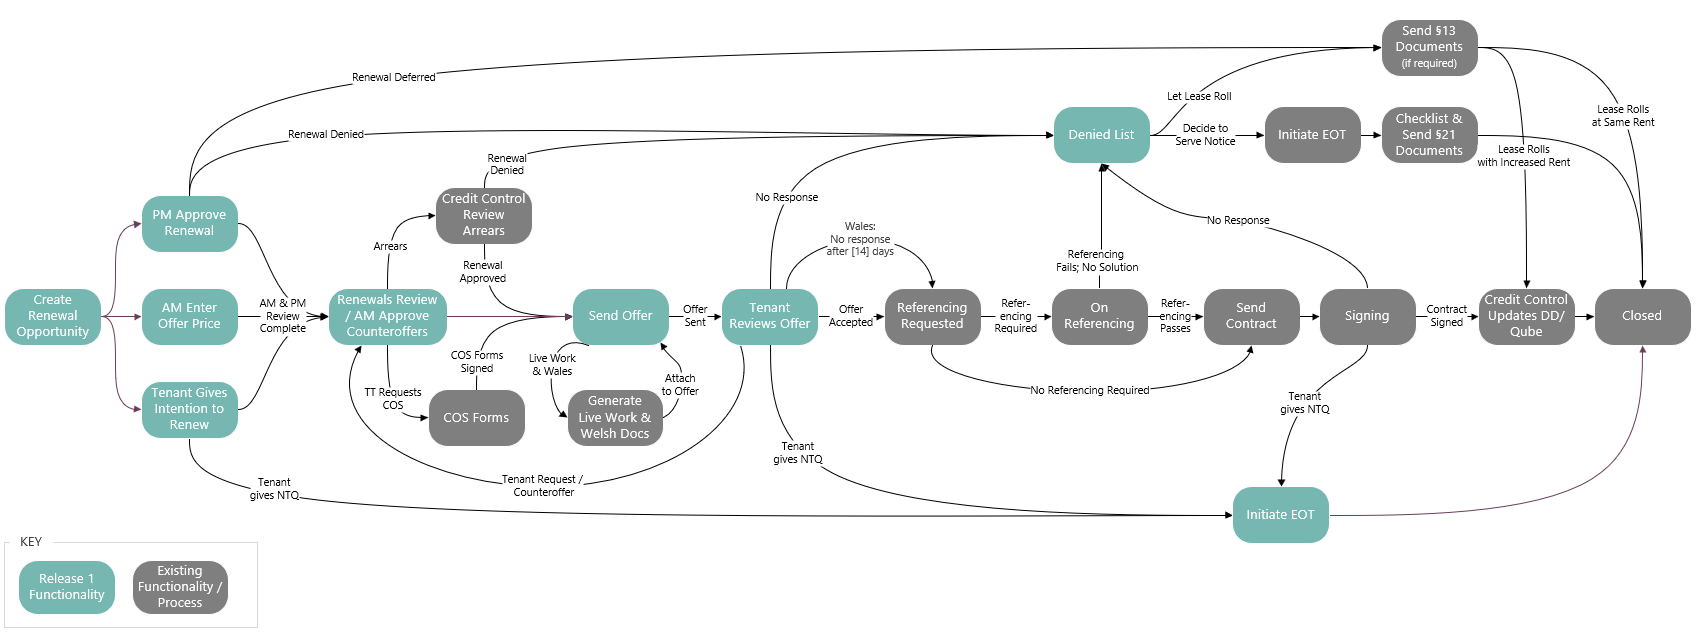 Send §13
Documents
(if required)
Renewal Deferred
Let Lease Roll
Lease Rolls
at Same Rent
Renewal Denied
Denied List
Decide to
Serve Notice
Initiate EOT
Checklist &
Send §21
Documents
Lease Rolls
with Increased Rent
Renewal
Denied
PM Approve
Renewal
Credit Control
Review
Arrears
No Response
No Response
Arrears
Wales:
No response
after [14] days
Renewal
Approved
Referencing
Fails; No Solution
Create
Renewal
Opportunity
AM Enter
Offer Price
AM & PM
Review
Complete
Renewals Review
/ AM Approve
Counteroffers
Send Offer
Offer
Sent
Tenant
Reviews Offer
Offer
Accepted
Referencing
Requested
Refer-
encing
Required
On
Referencing
Refer-
encing
Passes
Send
Contract
Signing
Contract
Signed
Credit Control
Updates DD/
Qube
Closed
Tenant Gives
Intention to
Renew
TT Requests
COS
COS Forms
Signed
COS Forms
Live Work
& Wales
Attach
to Offer
Generate
Live Work &
Welsh Docs
No Referencing Required
Tenant
gives NTQ
Tenant
gives NTQ
Tenant Request /
Counteroffer
Tenant
gives NTQ
Initiate EOT
KEY
Release 1
Functionality
Existing
Functionality /
Process